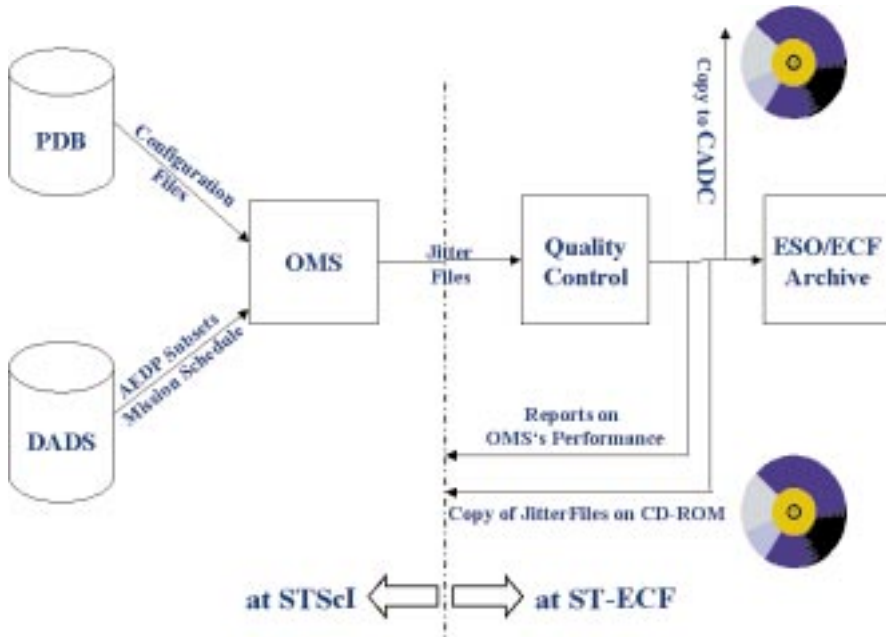 PDB
Configuration
Files
Copy to CADC
OMS
Jitter
Files
Quality
Control
ESO/ECF
Archive
AEDP Subsets
Mission Schedule
DADS
Reports on
OMS's Performance
Copy of JitterFiles on CD-ROM
at STScI
at ST-ECF